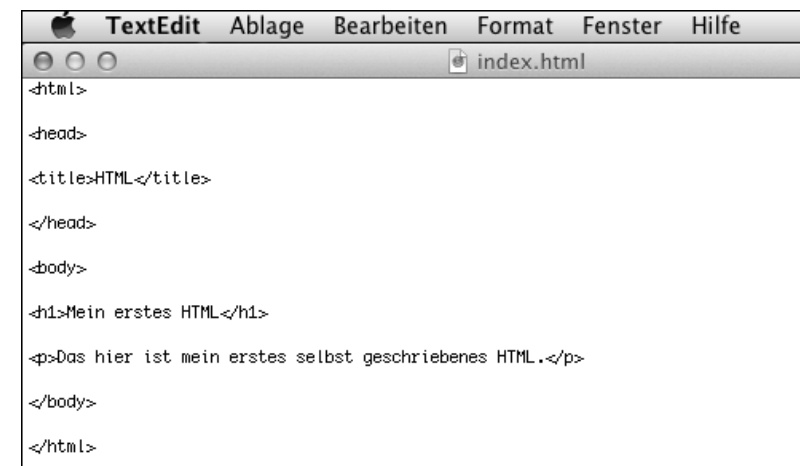 TextEdit Ablage Bearbeiten Format Fenster Hilfe
index.html
<html>
<head>
<title>HTML</title>
</head>
<body>
<h1>Mein erstes HTML</h1>
<p>Das hier ist mein erstes selbst geschriebenes HTML.</p>
</body>
</html>